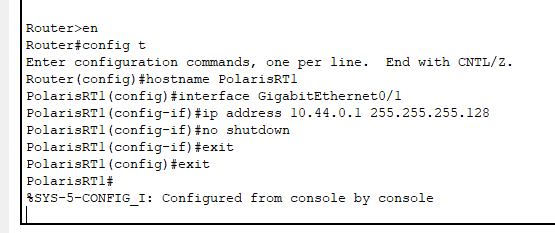 Router>en
Router#config t
Enter configuration commands, one per line.  End with CNTL/Z.
Router(config)#hostname PolarisRT1
PolarisRT1(config)#interface GigabitEthernet0/1
PolarisRT1(config-if)#ip address 10.44.0.1 255.255.255.128
PolarisRT1(config-if)#no shutdown
PolarisRT1(config-if)#exit
PolarisRT1(config)#exit
PolarisRT1#
%SYS-5-CONFIG_I: Configured from console by console